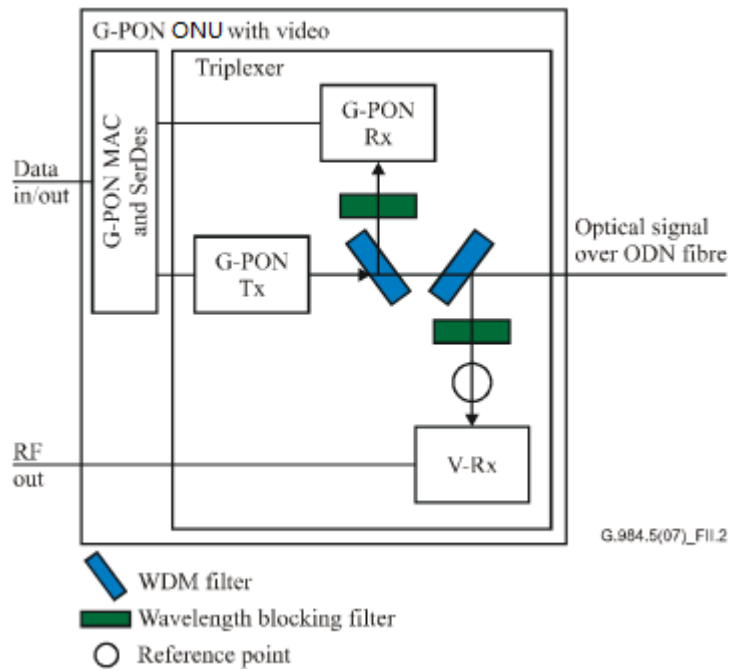 G-PON ONU with video
Triplexer
G-PON MAC
and SerDes
G-PON
Rx
Data
in/out
G-PON
Tx
Optical signal
over ODN fibre
V-Rx
RF
out
G.984.5(07)_FII.2
WDM filter
Wavelength blocking filter
Reference point